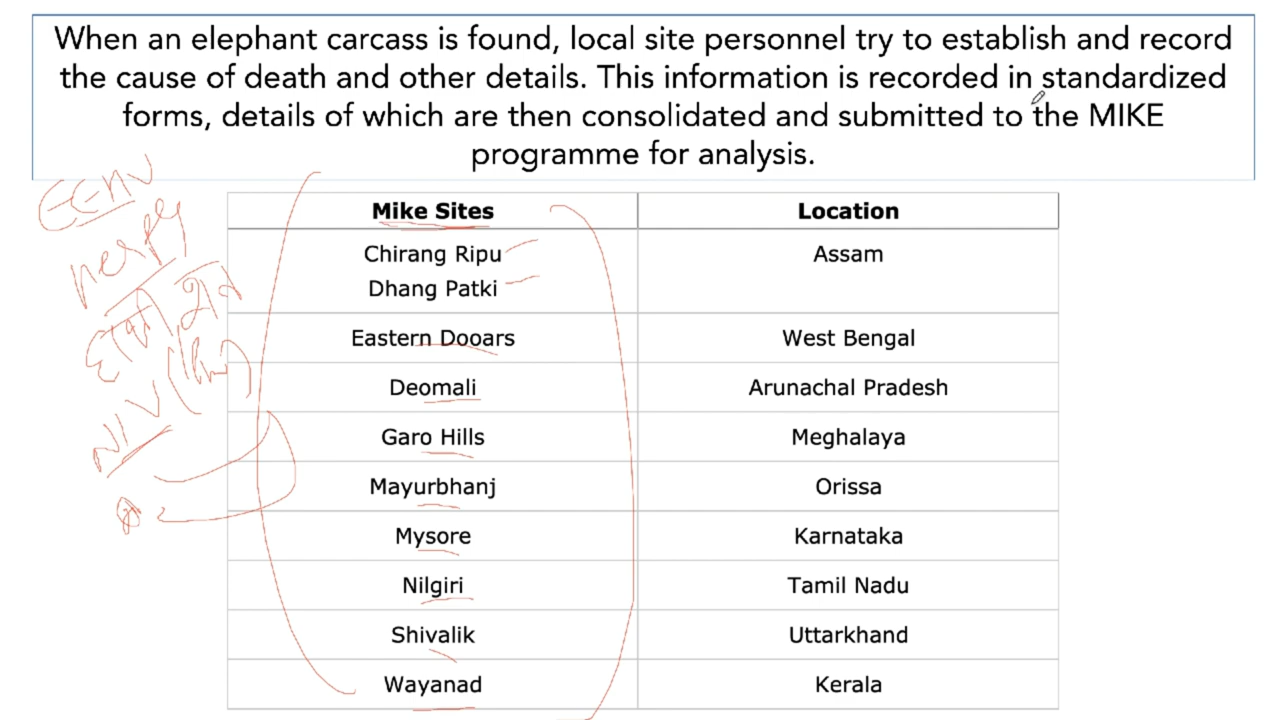 When an elephant carcass is found, local site personnel try to establish and record
the cause of death and other details. This information is recorded in standardized
forms, details of which are then consolidated and submitted to the MIKE
programme for analysis.
Mike Sites Location
Chirang Ripu Assam
Dhang Patki
Eastern Dooars West Bengal
Deomali Arunachal Pradesh
Garo Hills Meghalaya
Mayurbhanj Orissa
Mysore Karnataka
Nilgiri Tamil Nadu
Shivalik Uttarkhand
Wayanad Kerala
NIV